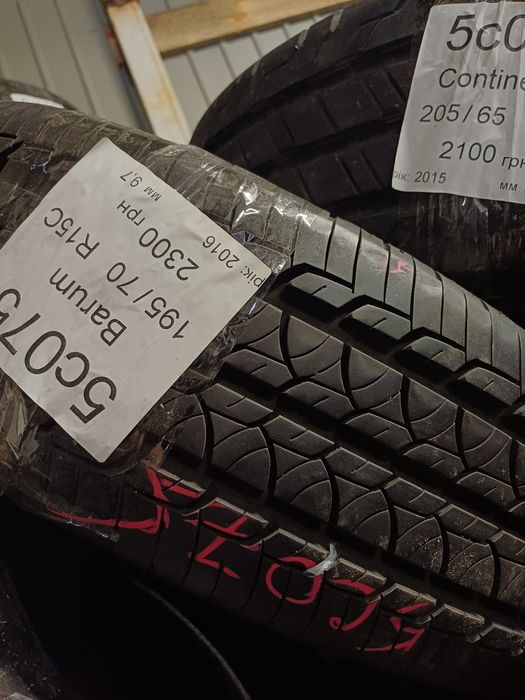 5c075
Barum
195/70 R15C
2300 грн
рік: 2016
мм 9,7
5c0
Contine
205/65
2100 грн
рік: 2015
мм